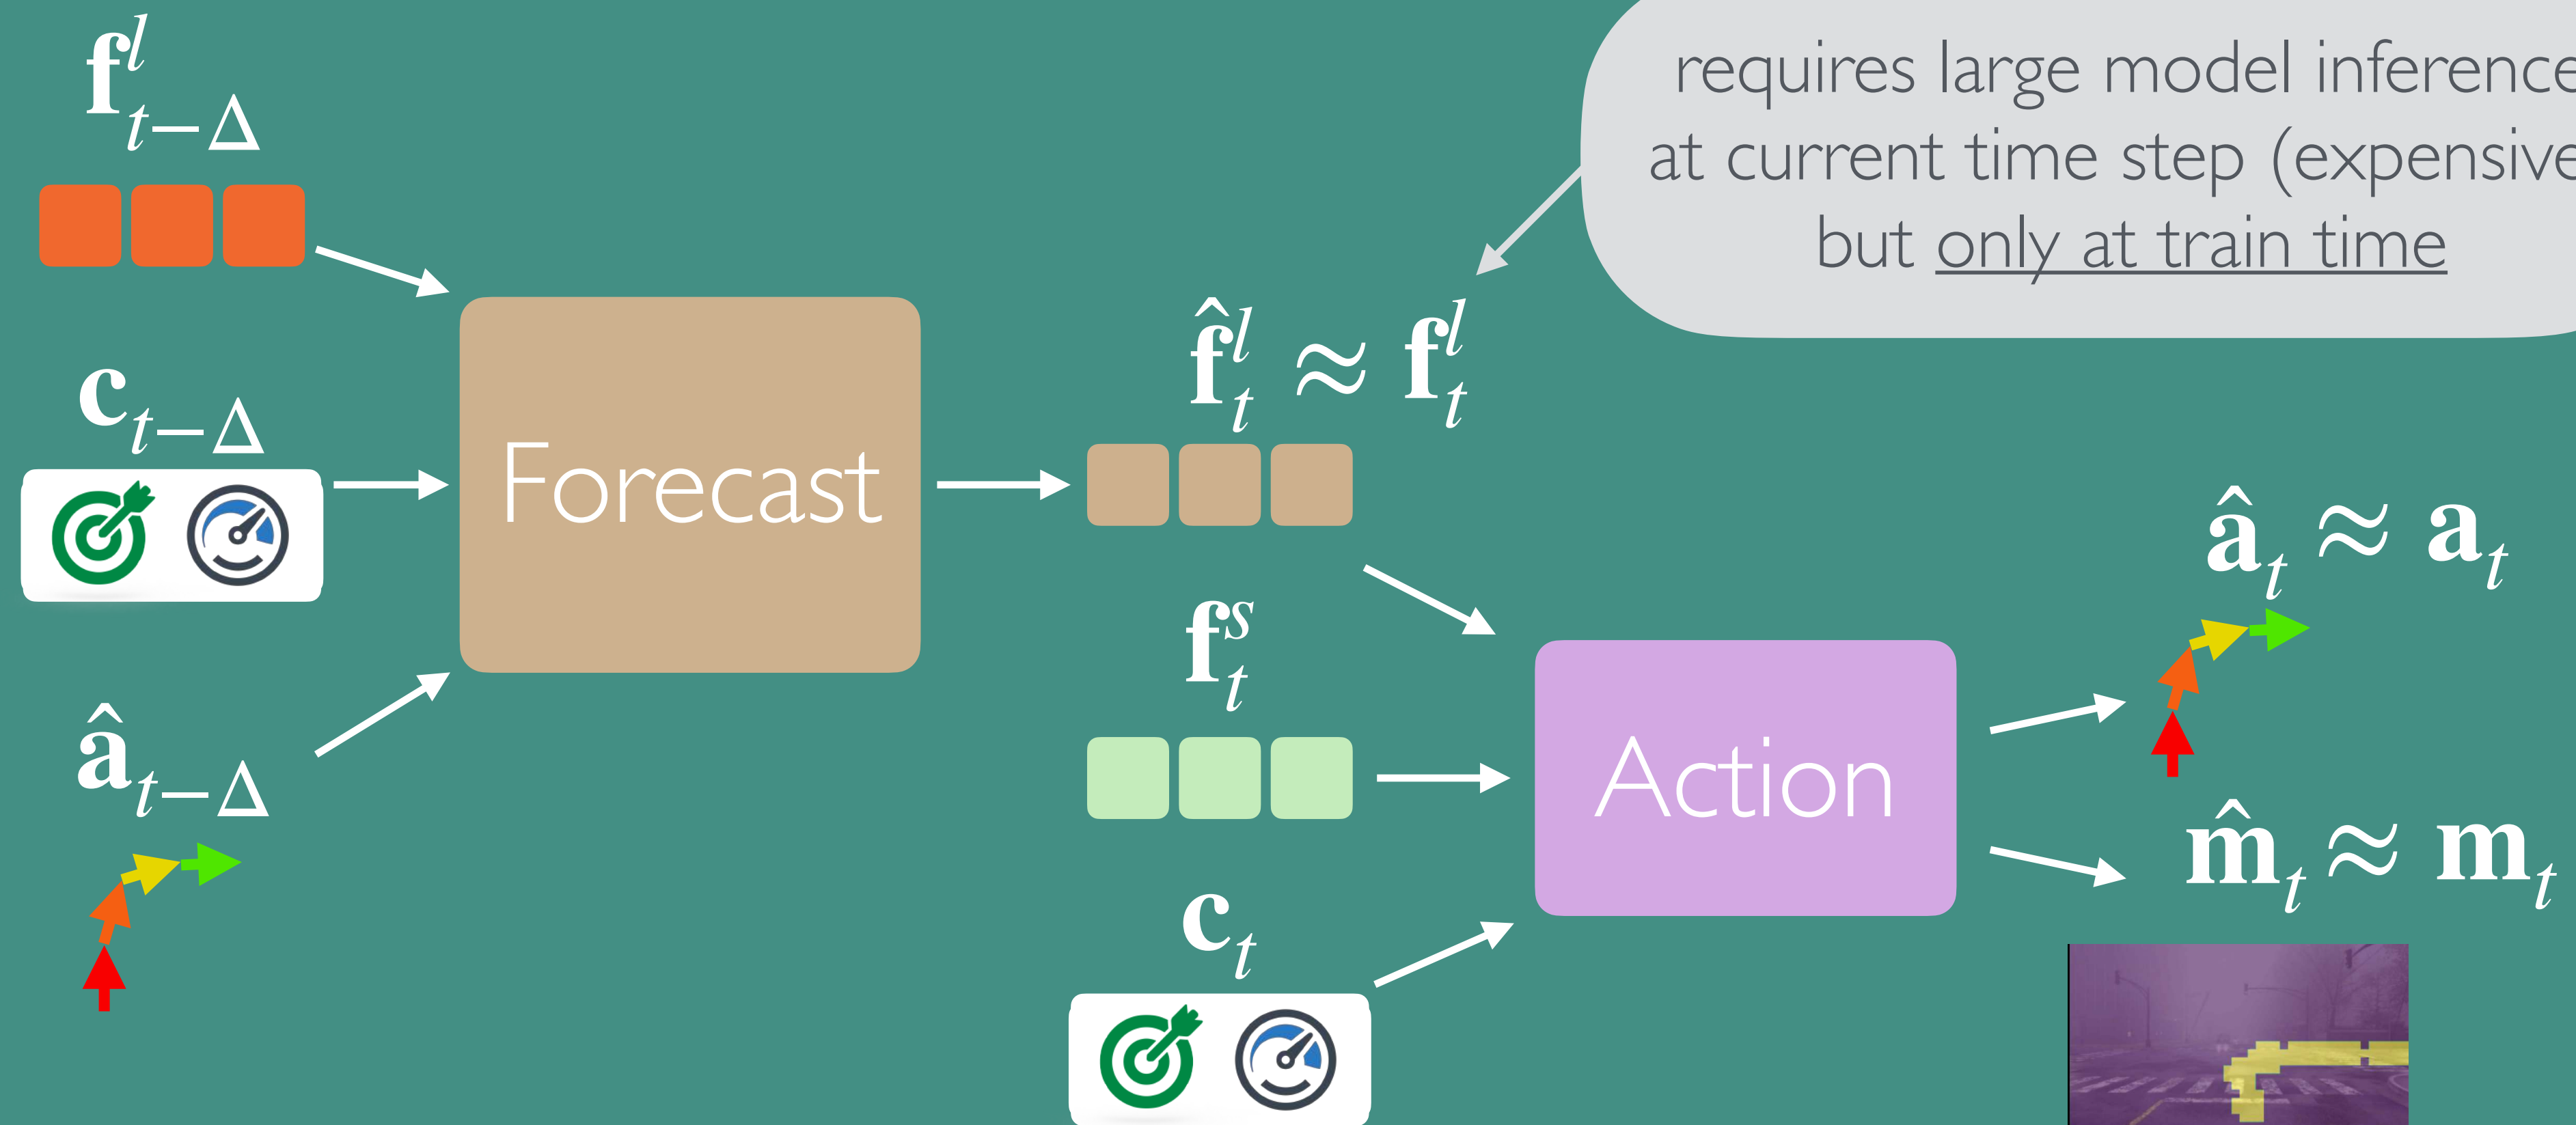 𝐟^l_{t−Δ}
𝐜_{t−Δ}
𝐚̂_{t−Δ}
Forecast
requires large model inference
at current time step (expensive
but only at train time
𝐟̂^l_t ≈ 𝐟^l_t
𝐟^s_t
𝐜_t
Action
𝐚̂_t ≈ 𝐚_t
𝐦̂_t ≈ 𝐦_t